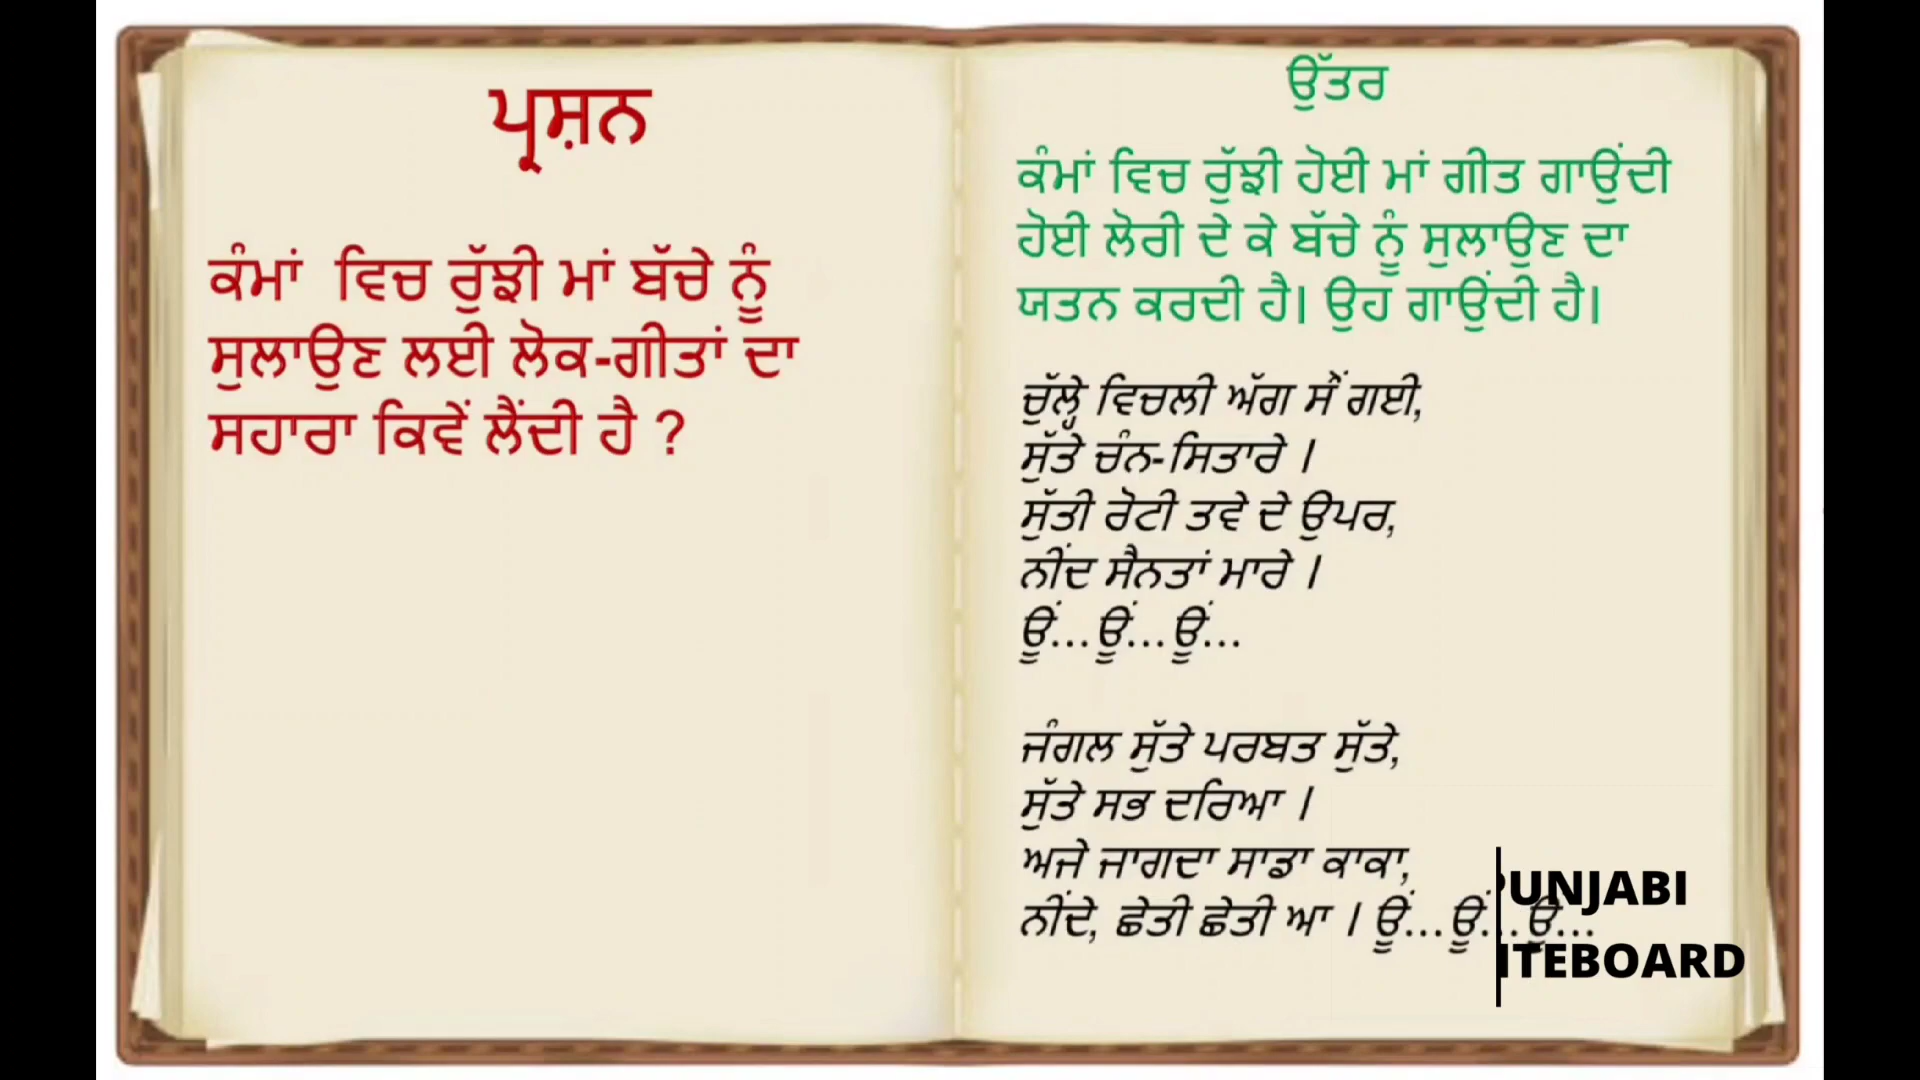 ਪ੍ਰਸ਼ਨ
ਕੰਮਾਂ ਵਿਚ ਰੁੱਝੀ ਮਾਂ ਬੱਚੇ ਨੂੰ
ਸੁਲਾਉਣ ਲਈ ਲੋਕ-ਗੀਤਾਂ ਦਾ
ਸਹਾਰਾ ਕਿਵੇਂ ਲੈਂਦੀ ਹੈ ?
ਉੱਤਰ
ਕੰਮਾਂ ਵਿਚ ਰੁੱਝੀ ਹੋਈ ਮਾਂ ਗੀਤ ਗਾਉਂਦੀ
ਹੋਈ ਲੋਰੀ ਦੇ ਕੇ ਬੱਚੇ ਨੂੰ ਸੁਲਾਉਣ ਦਾ
ਯਤਨ ਕਰਦੀ ਹੈ। ਉਹ ਗਾਉਂਦੀ ਹੈ।
ਚੁੱਲ੍ਹੇ ਵਿਚਲੀ ਅੱਗ ਸੌਂ ਗਈ,
ਸੁੱਤੇ ਚੰਨ-ਸਿਤਾਰੇ ।
ਸੁੱਤੀ ਰੋਟੀ ਤਵੇ ਦੇ ਉਪਰ,
ਨੀਂਦ ਸੈਨਤਾਂ ਮਾਰੇ ।
ਊਂ...ਊਂ...ਊਂ...
ਜੰਗਲ ਸੁੱਤੇ ਪਰਬਤ ਸੁੱਤੇ,
ਸੁੱਤੇ ਸਭ ਦਰਿਆ ।
ਅਜੇ ਜਾਗਦਾ ਸਾਡਾ ਕਾਕਾ,
ਨੀਂਦੇ, ਛੇਤੀ ਛੇਤੀ ਆ । ਊਂ...ਊਂ...ਊਂ...
UNJABI
ITEBOARD